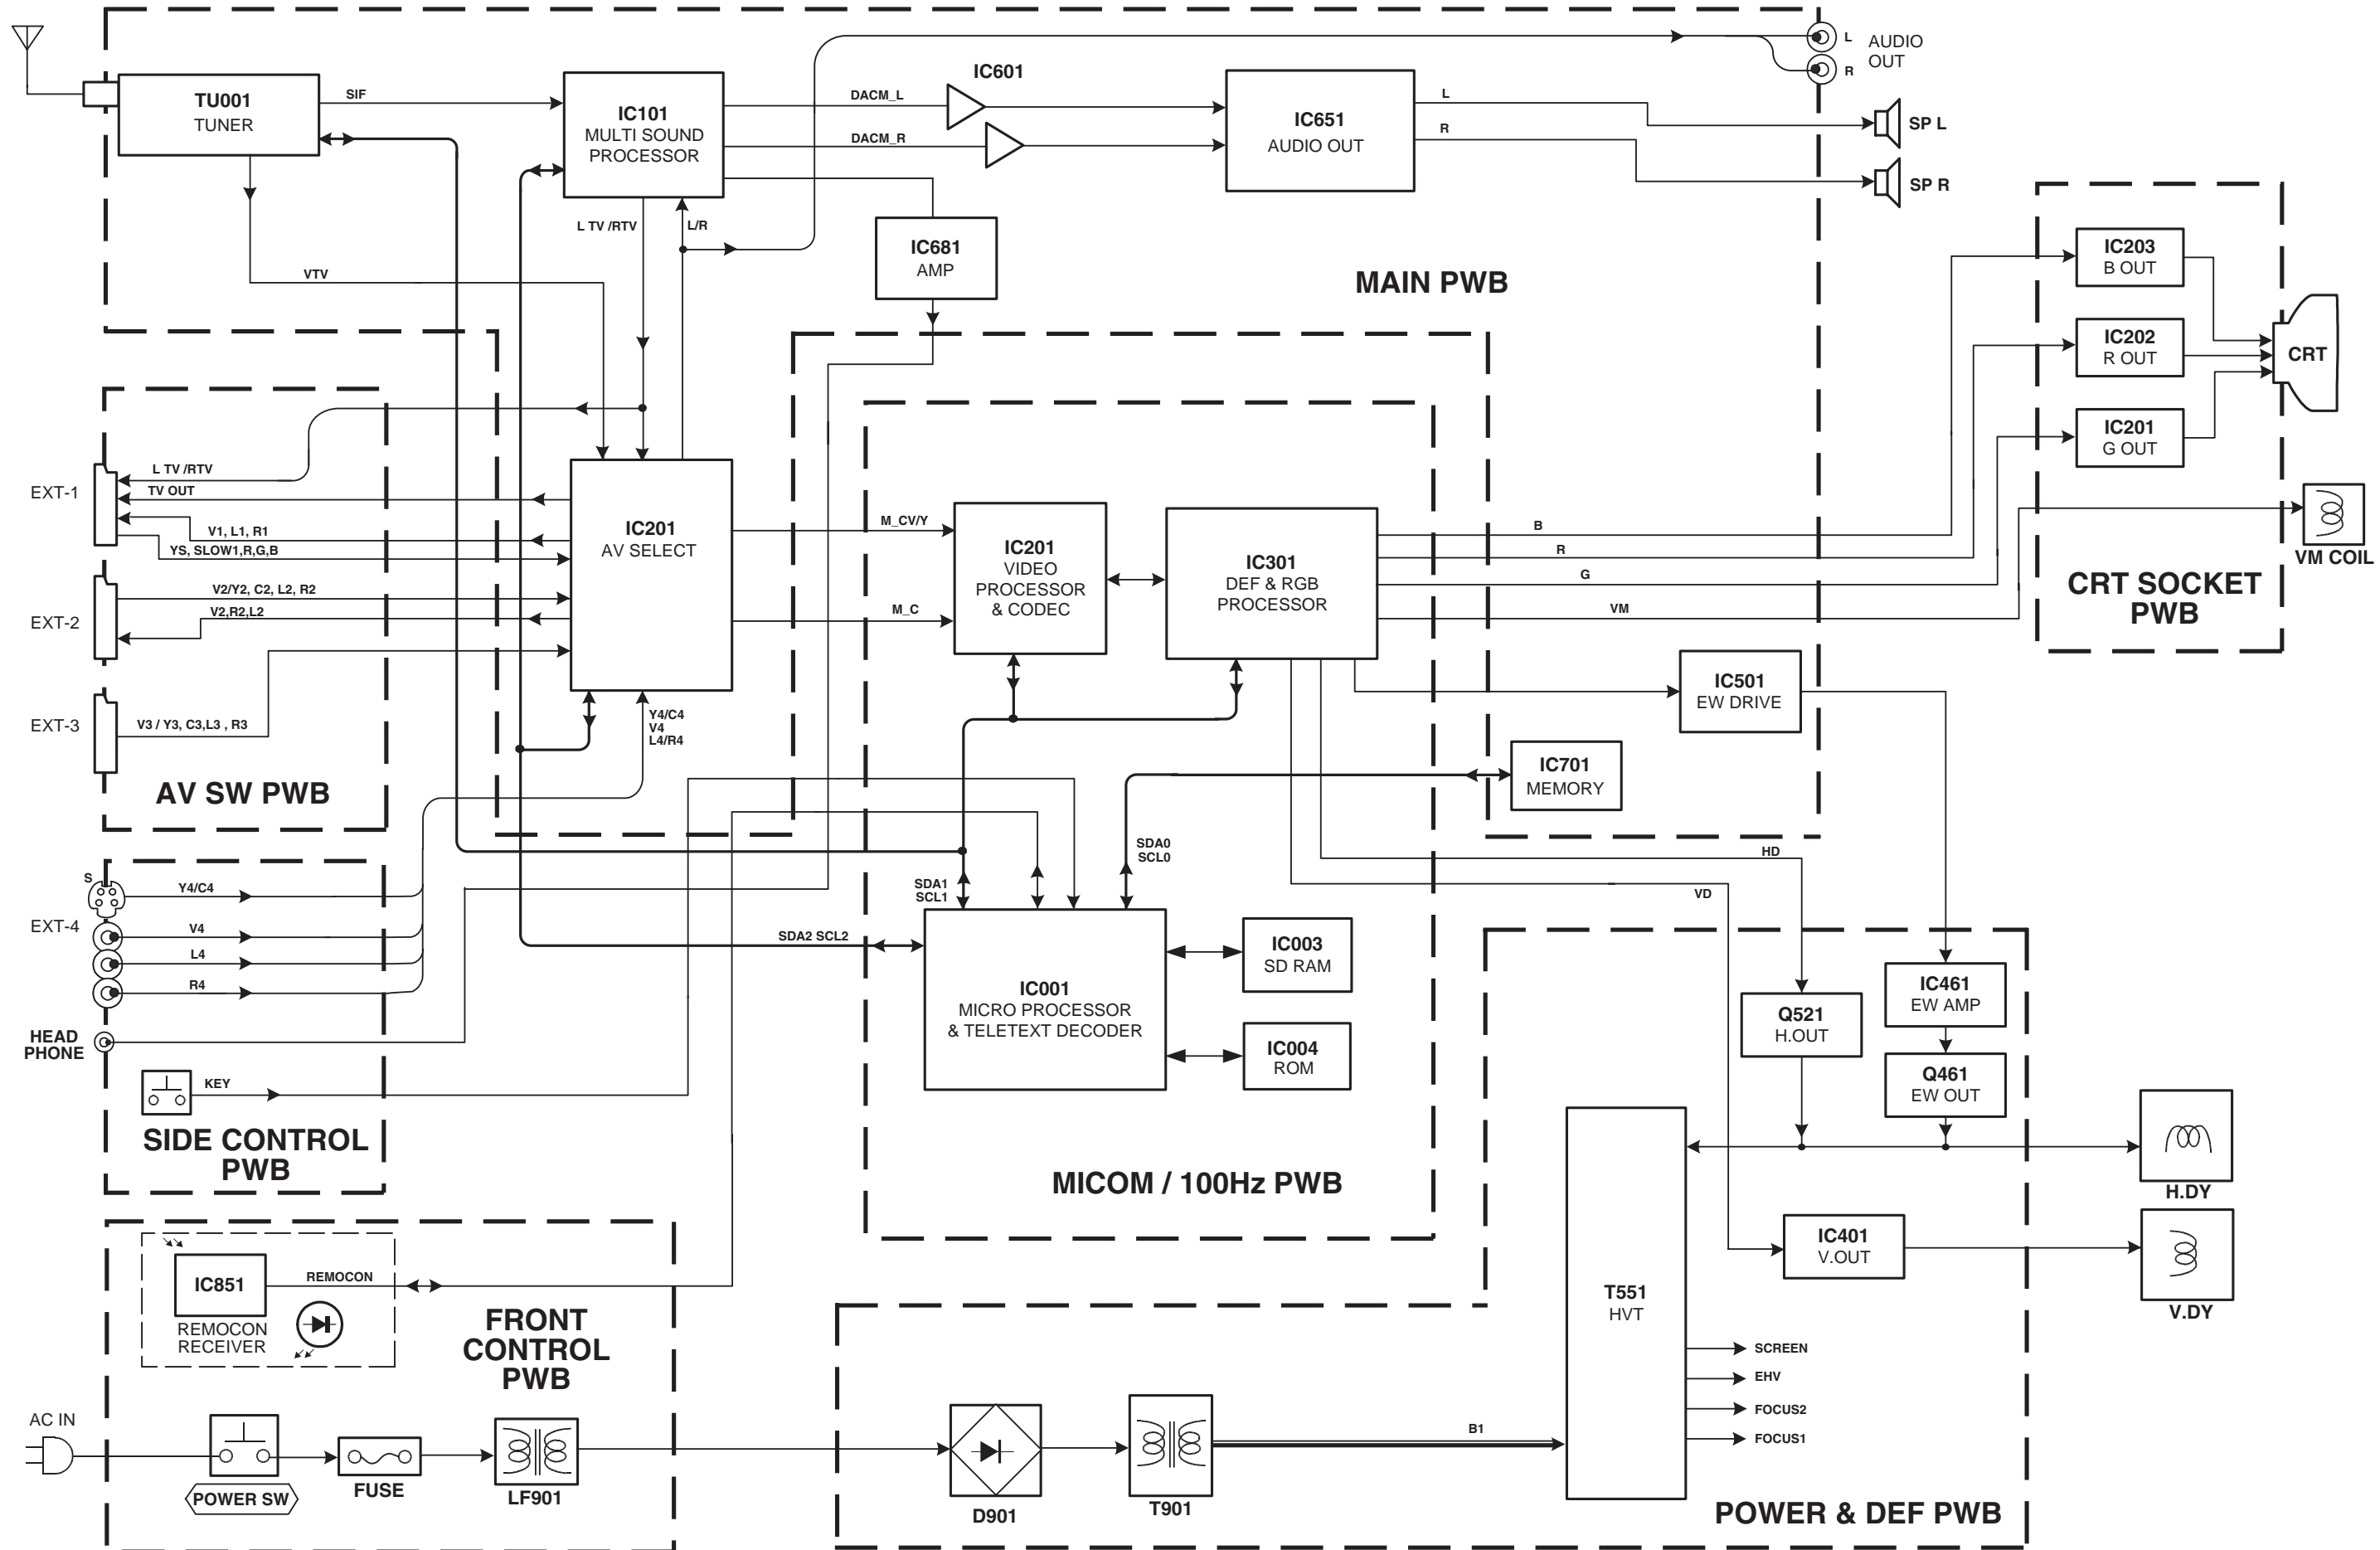 TU001
TUNER
SIF
IC101
MULTI SOUND
PROCESSOR
DACM_L
DACM_R
IC601
IC651
AUDIO OUT
L
R
L
R
AUDIO
OUT
SP L
SP R
L TV /RTV
L/R
IC681
AMP
VTV
MAIN PWB
IC203
B OUT
IC202
R OUT
IC201
G OUT
CRT
CRT SOCKET
PWB
VM COIL
EXT-1
L TV /RTV
TV OUT
V1, L1, R1
YS, SLOW1,R,G,B
EXT-2
V2/Y2, C2, L2, R2
V2,R2,L2
EXT-3
V3 / Y3, C3,L3 , R3
AV SW PWB
IC201
AV SELECT
Y4/C4
V4
L4/R4
M_CV/Y
M_C
IC201
VIDEO
PROCESSOR
& CODEC
IC301
DEF & RGB
PROCESSOR
B
R
G
VM
IC501
EW DRIVE
IC701
MEMORY
SDA0
SCL0
SDA1
SCL1
SDA2 SCL2
HD
VD
S
Y4/C4
EXT-4
V4
L4
R4
HEAD
PHONE
KEY
SIDE CONTROL
PWB
IC001
MICRO PROCESSOR
& TELETEXT DECODER
IC003
SD RAM
IC004
ROM
MICOM / 100Hz PWB
IC461
EW AMP
Q521
H.OUT
Q461
EW OUT
H.DY
IC401
V.OUT
V.DY
T551
HVT
SCREEN
EHV
FOCUS2
FOCUS1
IC851
REMOCON
REMOCON
RECEIVER
FRONT
CONTROL
PWB
AC IN
POWER SW
FUSE
LF901
D901
T901
B1
POWER & DEF PWB